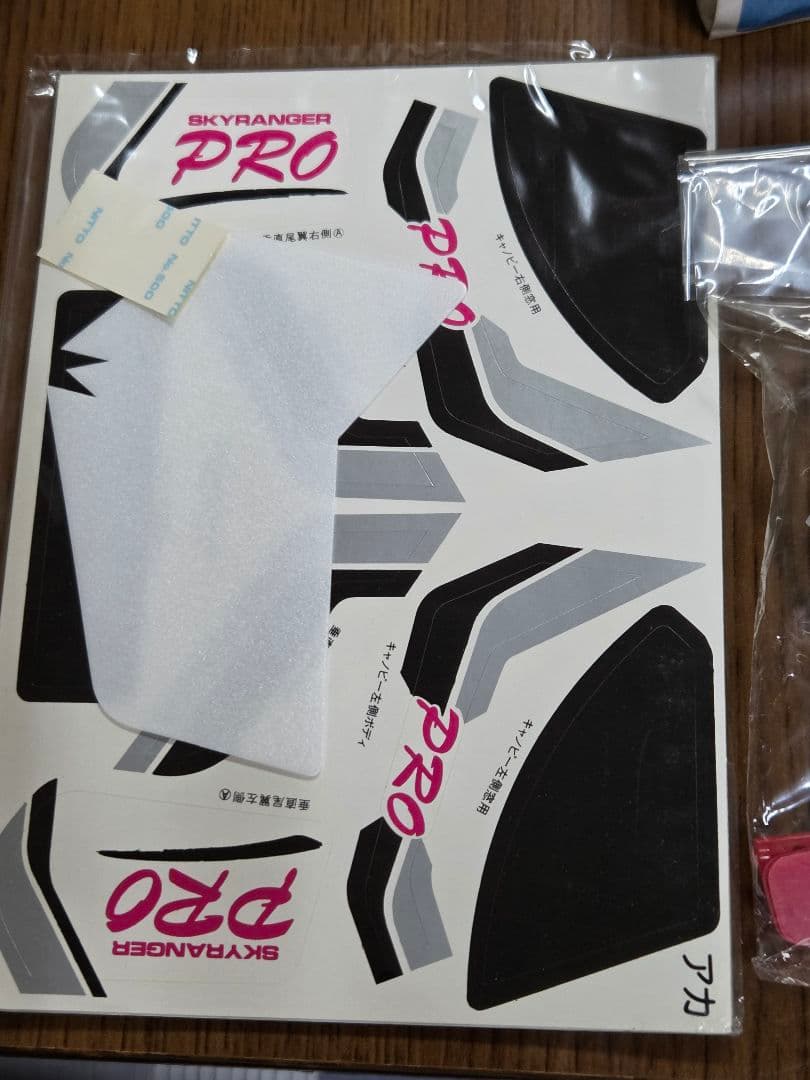 SKYRANGER
PRO
直尾翼右側Ⓐ
NITTO
No.500
NITTO
PRO
キャノピー右側窓用
キャノピー左側ボディ
キャノピー左側窓用
PRO
垂直尾翼左側Ⓐ
PRO
SKYRANGER
アカ